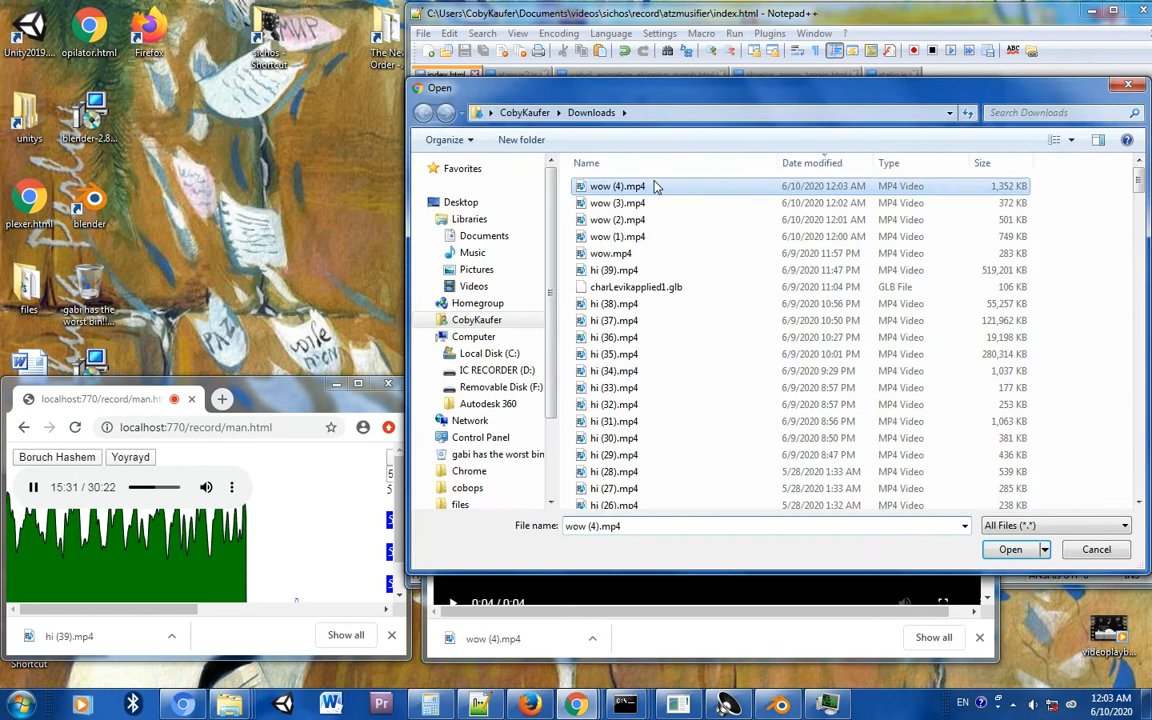 C:\Users\CobyKaufer\Documents\videos\sichos\record\atzmusifier\index.html - Notepad++
File Edit Search View Encoding Language Settings Macro Run Plugins Window ?
index.html
Open
CobyKaufer Downloads Search Downloads
Organize New folder
Name Date modified Type Size
wow (4).mp4 6/10/2020 12:03 AM MP4 Video 1,352 KB
wow (3).mp4 6/10/2020 12:02 AM MP4 Video 372 KB
wow (2).mp4 6/10/2020 12:01 AM MP4 Video 501 KB
wow (1).mp4 6/10/2020 12:00 AM MP4 Video 749 KB
wow.mp4 6/9/2020 11:57 PM MP4 Video 283 KB
hi (39).mp4 6/9/2020 11:47 PM MP4 Video 519,201 KB
charLevikapplied1.glb 6/9/2020 11:04 PM GLB File 106 KB
hi (38).mp4 6/9/2020 10:56 PM MP4 Video 55,257 KB
hi (37).mp4 6/9/2020 10:50 PM MP4 Video 121,962 KB
hi (36).mp4 6/9/2020 10:27 PM MP4 Video 19,198 KB
hi (35).mp4 6/9/2020 10:01 PM MP4 Video 280,314 KB
hi (34).mp4 6/9/2020 9:29 PM MP4 Video 1,037 KB
hi (33).mp4 6/9/2020 8:57 PM MP4 Video 177 KB
hi (32).mp4 6/9/2020 8:57 PM MP4 Video 253 KB
hi (31).mp4 6/9/2020 8:56 PM MP4 Video 1,063 KB
hi (30).mp4 6/9/2020 8:50 PM MP4 Video 381 KB
hi (29).mp4 6/9/2020 8:47 PM MP4 Video 436 KB
hi (28).mp4 5/28/2020 1:33 AM MP4 Video 539 KB
hi (27).mp4 5/28/2020 1:33 AM MP4 Video 285 KB
hi (26).mp4 5/28/2020 1:32 AM MP4 Video 238 KB
Favorites
Desktop
Libraries
Documents
Music
Pictures
Videos
Homegroup
CobyKaufer
Computer
Local Disk (C:)
IC RECORDER (D:)
Removable Disk (F:)
Autodesk 360
Network
Control Panel
gabi has the worst bin
Chrome
cobops
files
File name: wow (4).mp4 All Files (*.*)
Open Cancel
0:04 / 0:04
wow (4).mp4 Show all
Unity2019....
opilator.html
Firefox
sichos - Shortcut
The New Order -...
unitys
blender-2.8...
plexer.html
blender
files
gabi has the worst bin!!...
localhost:770/record/man.ht
localhost:770/record/man.html
Boruch Hashem Yoyrayd
15:31 / 30:22
5
5
hi (39).mp4 Show all
Shortcut
videoplayb...
EN
12:03 AM
6/10/2020